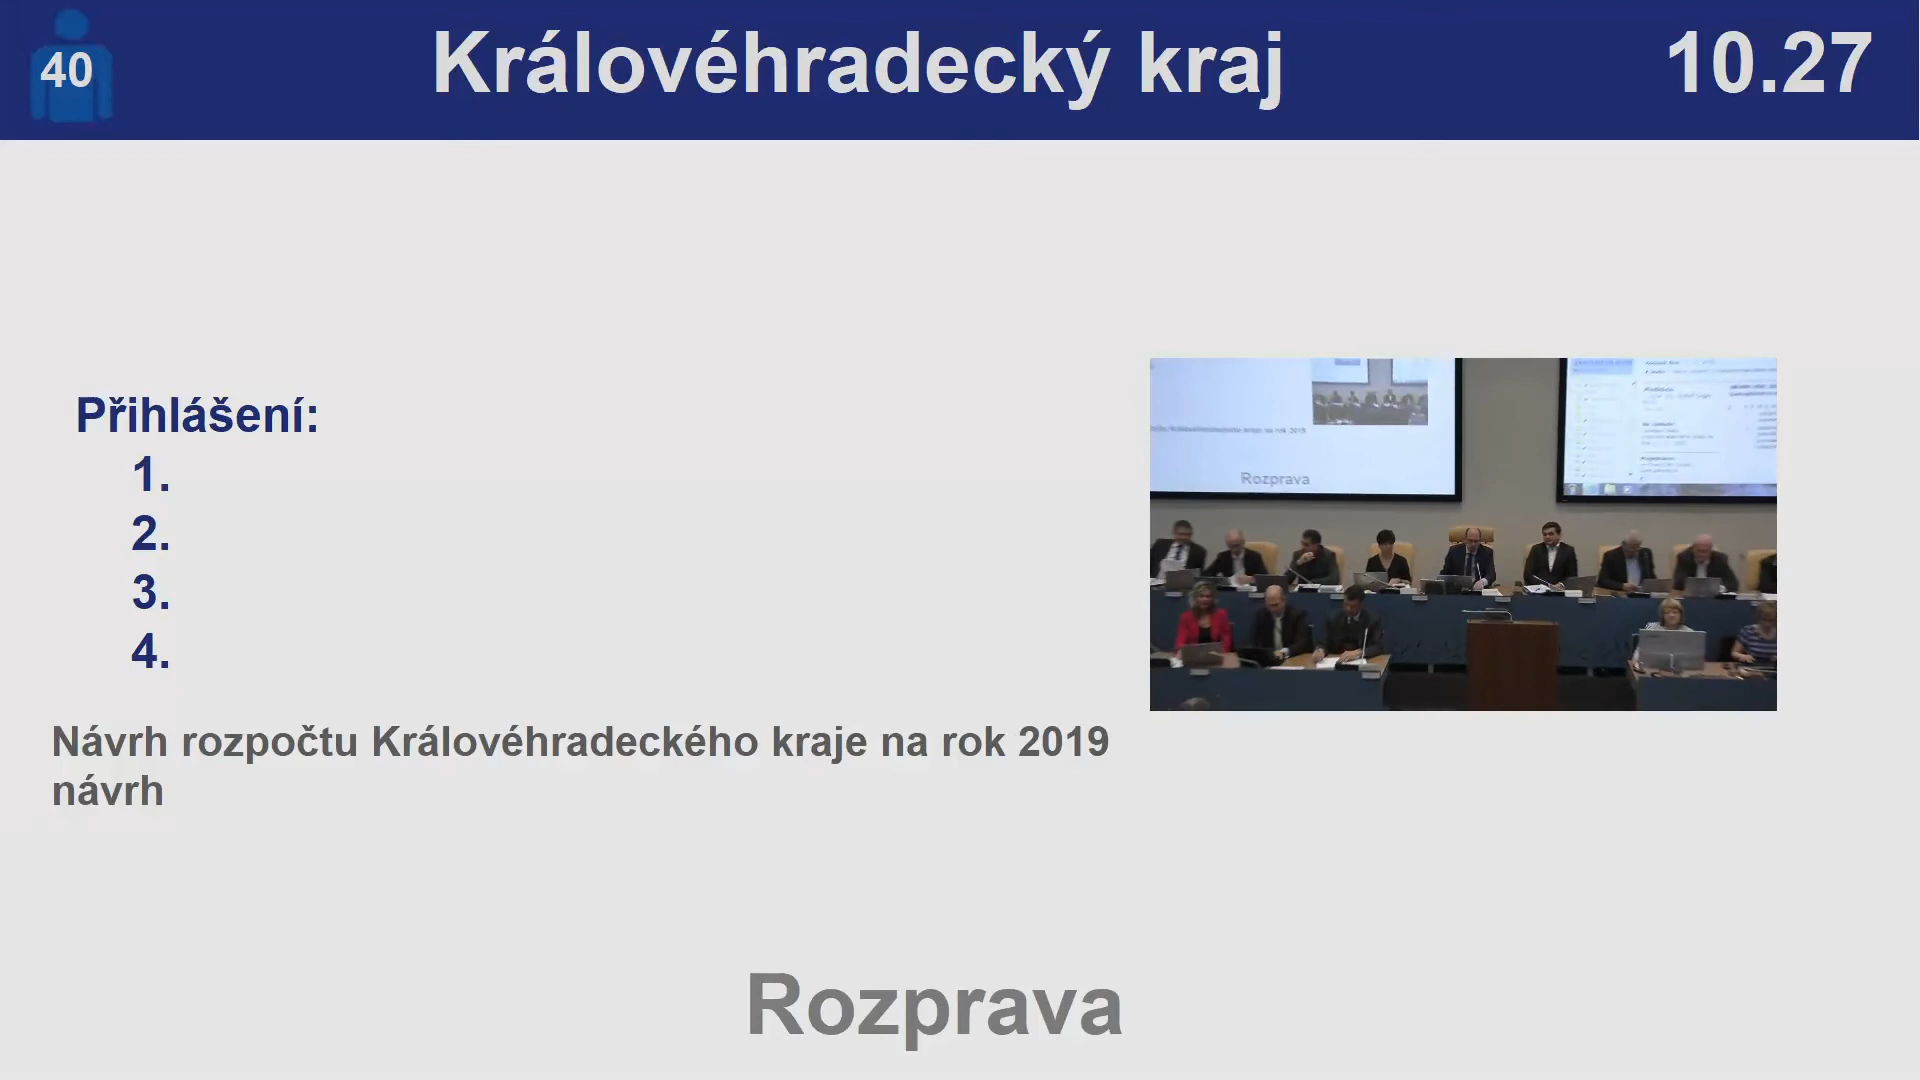 40
Královéhradecký kraj
10.27
Přihlášení:
1.
2.
3.
4.
Rozprava
Návrh rozpočtu Královéhradeckého kraje na rok 2019
návrh
Rozprava